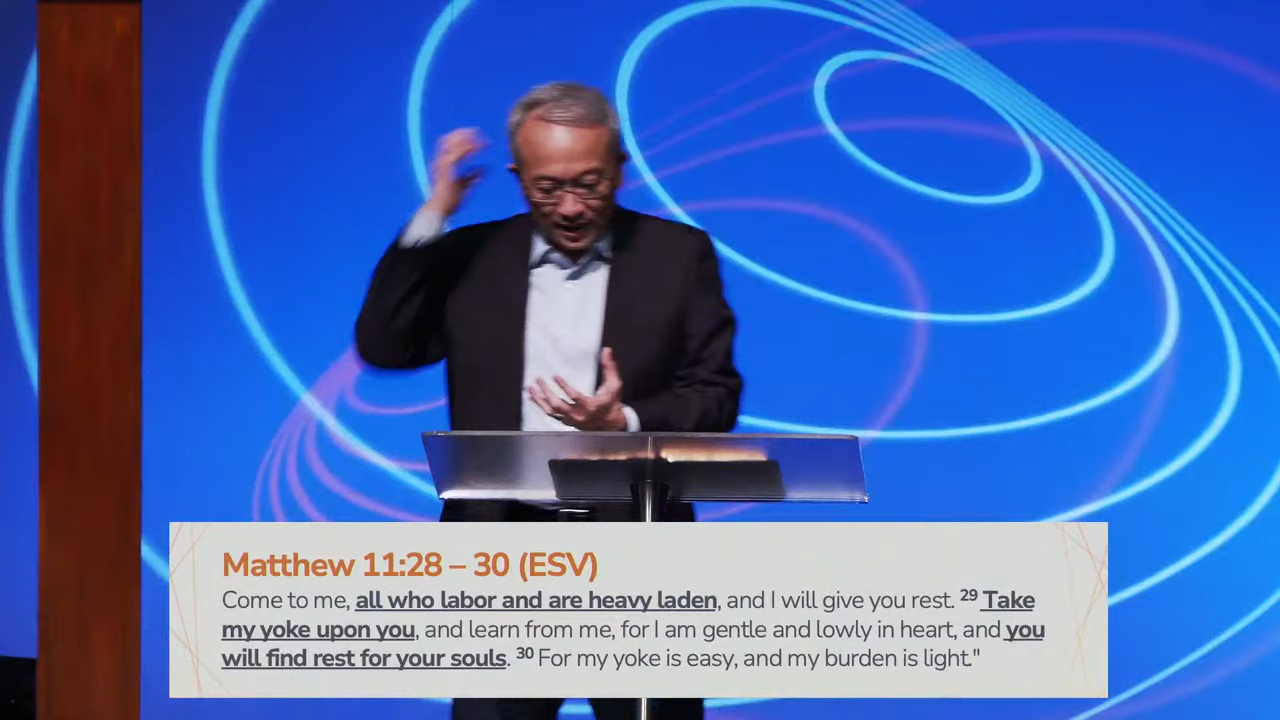 Matthew 11:28 – 30 (ESV)
Come to me, all who labor and are heavy laden, and I will give you rest. 29 Take
my yoke upon you, and learn from me, for I am gentle and lowly in heart, and you
will find rest for your souls. 30 For my yoke is easy, and my burden is light."